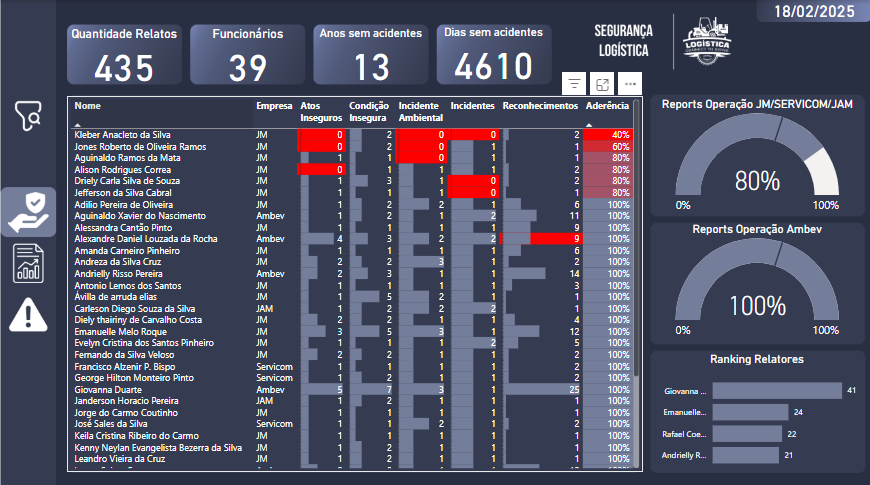 18/02/2025
Quantidade Relatos
435
Funcionários
39
Anos sem acidentes
13
Dias sem acidentes
4610
SEGURANÇA
LOGÍSTICA
LOGÍSTICA
Nome Empresa Atos Inseguros Condição Insegura Incidente Ambiental Incidentes Reconhecimentos Aderência
Kleber Anacleto da Silva JM 0 2 0 0 2 40%
Jones Roberto de Oliveira Ramos JM 0 2 0 1 1 60%
Aguinaldo Ramos da Mata JM 1 1 0 1 1 80%
Alison Rodrigues Correa JM 0 2 1 1 2 80%
Driely Carla Silva de Souza JM 1 3 1 0 2 80%
Jefferson da Silva Cabral JM 1 1 1 0 1 80%
Adilio Pereira de Oliveira JM 1 2 2 1 6 100%
Aguinaldo Xavier do Nascimento Ambev 1 2 1 2 11 100%
Alessandra Cantão Pinto JM 1 1 1 1 9 100%
Alexandre Daniel Louzada da Rocha Ambev 4 3 2 2 9 100%
Amanda Carneiro Pinheiro JM 1 1 1 1 6 100%
Andreza da Silva Cruz JM 2 2 3 1 2 100%
Andrielly Risso Pereira Ambev 2 3 1 1 14 100%
Antonio Lemos dos Santos JM 1 1 1 1 3 100%
Ávilla de arruda elias JM 1 5 2 1 1 100%
Carleson Diego Souza da Silva JAM 1 2 2 2 1 100%
Diely thairiny de Carvalho Costa JM 2 2 1 1 4 100%
Emanuelle Melo Roque JM 3 5 3 1 12 100%
Evelyn Cristina dos Santos Pinheiro JM 1 1 1 2 5 100%
Fernando da Silva Veloso JM 2 2 1 1 2 100%
Francisco Alzenir P. Bispo Servicom 1 1 1 1 1 100%
George Hilton Monteiro Pinto Servicom 1 2 1 1 2 100%
Giovanna Duarte Ambev 5 7 3 1 25 100%
Janderson Horacio Pereira JAM 1 2 1 1 1 100%
Jorge do Carmo Coutinho JM 1 1 1 1 1 100%
José Sales da Silva Servicom 1 2 2 1 2 100%
Keila Cristina Ribeiro do Carmo JM 1 1 1 1 1 100%
Kenny Neylan Evangelista Bezerra da Silva JM 1 1 1 1 1 100%
Leandro Vieira da Cruz JM 1 1 1 1 1 100%
Reports Operação JM/SERVICOM/JAM
80%
0% 100%
Reports Operação Ambev
100%
0% 100%
Ranking Relatores
Giovanna ... 41
Emanuelle... 24
Rafael Coe... 22
Andrielly R... 21